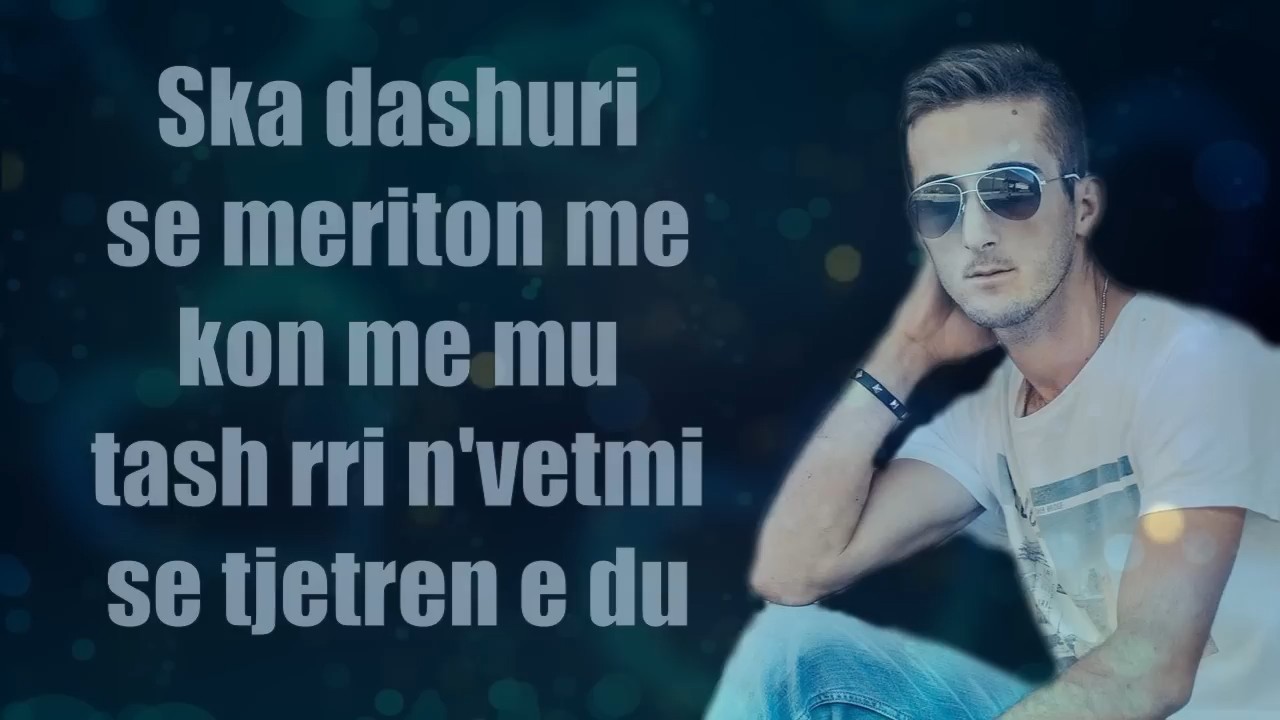 Ska dashuri
se meriton me
kon me mu
tash rri n'vetmi
se tjetren e du